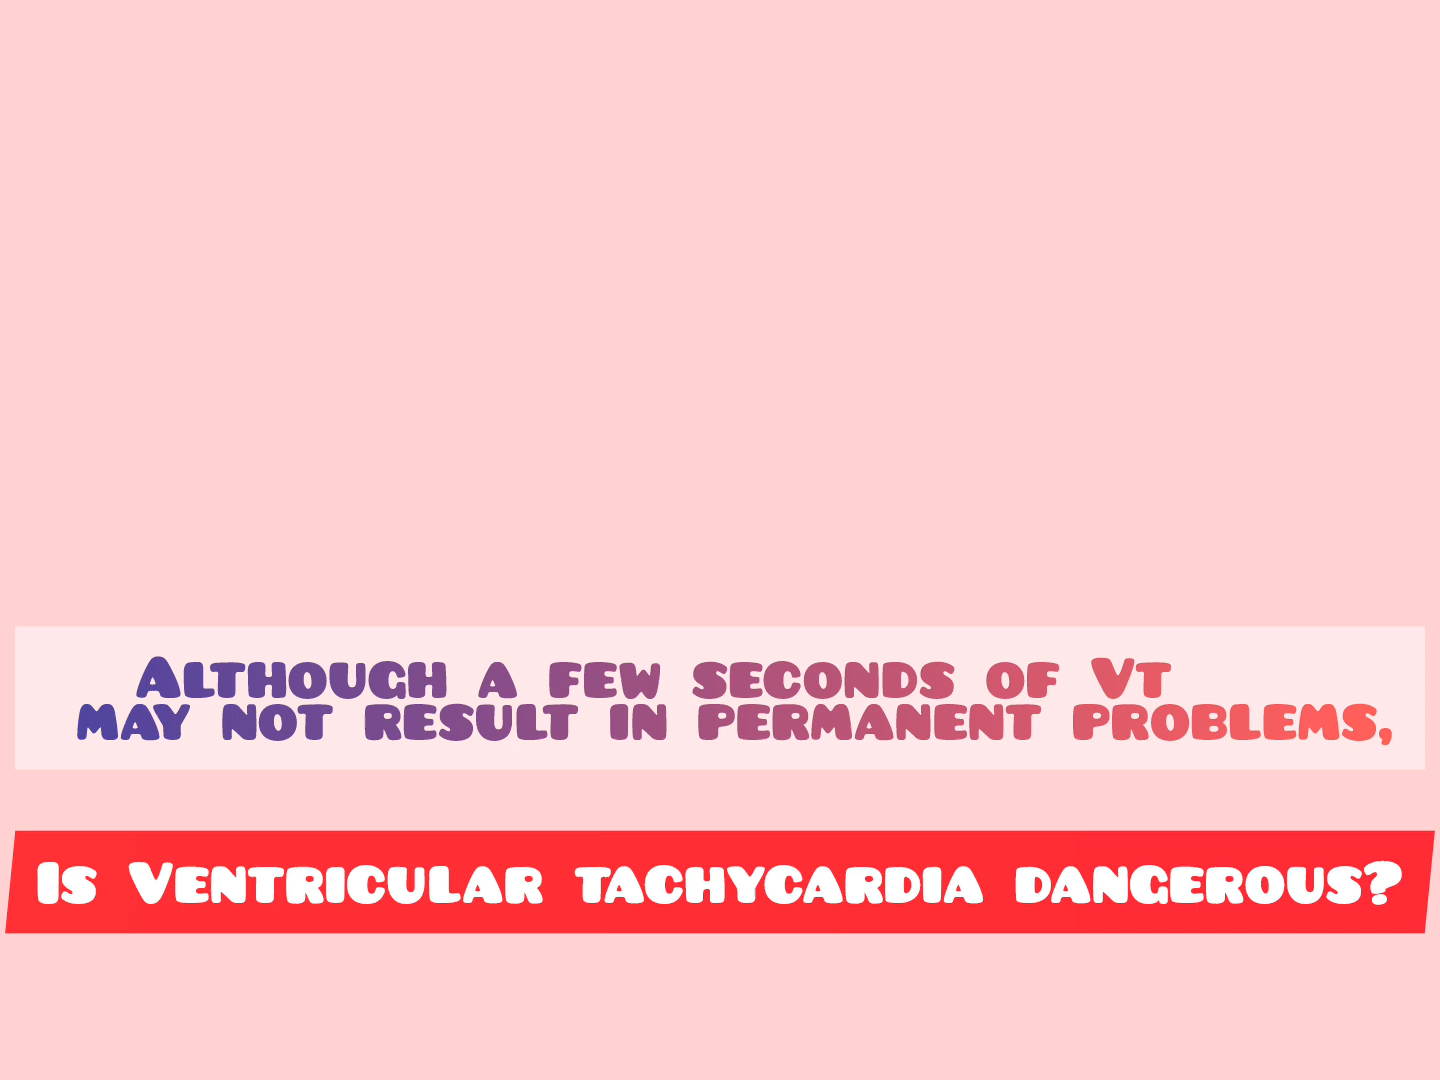 Although a few seconds of Vt
may not result in permanent problems,
Is Ventricular tachycardia dangerous?